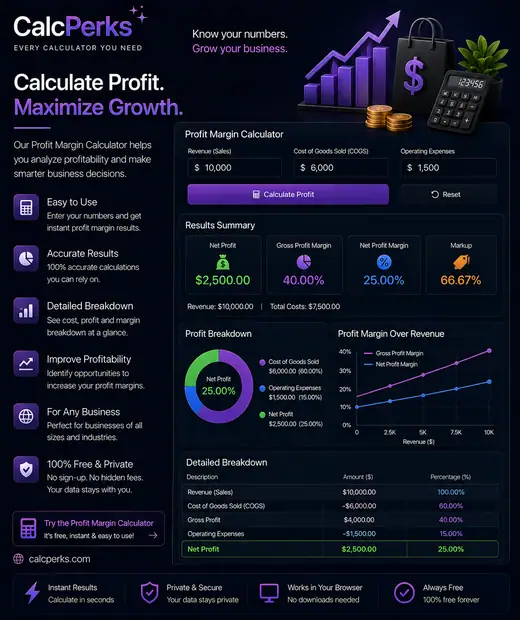 CalcPerks
EVERY CALCULATOR YOU NEED
Know your numbers.
Grow your business.
$
Calculate Profit.
Maximize Growth.
Our Profit Margin Calculator helps
you analyze profitability and make
smarter business decisions.
Easy to Use
Enter your numbers and get
instant profit margin results.
Accurate Results
100% accurate calculations
you can rely on.
Detailed Breakdown
See cost, profit and margin
breakdown at a glance.
Improve Profitability
Identify opportunities to
increase your profit margins.
For Any Business
Perfect for businesses of all
sizes and industries.
100% Free & Private
No sign-up. No hidden fees.
Your data stays with you.
Try the Profit Margin Calculator
It's free, instant & easy to use! →
calcperks.com
Profit Margin Calculator
Revenue (Sales) Cost of Goods Sold (COGS) Operating Expenses
$ 10,000 $ 6,000 $ 1,500
Calculate Profit Reset
Results Summary
Net Profit Gross Profit Margin Net Profit Margin Markup
$ %
$2,500.00 40.00% 25.00% 66.67%
Revenue: $10,000.00 | Total Costs: $7,500.00
Profit Breakdown
Net Profit
25.00%
Cost of Goods Sold
$6,000.00 (60.00%)
Operating Expenses
$1,500.00 (15.00%)
Net Profit
$2,500.00 (25.00%)
Profit Margin Over Revenue
Gross Profit Margin
Net Profit Margin
40%
30%
20%
10%
0
0 2.5K 5K 7.5K 10K
Revenue ($)
Detailed Breakdown
Description Amount ($) Percentage (%)
Revenue (Sales) $10,000.00 100.00%
Cost of Goods Sold (COGS) -$6,000.00 60.00%
Gross Profit $4,000.00 40.00%
Operating Expenses -$1,500.00 15.00%
Net Profit $2,500.00 25.00%
Instant Results
Calculate in seconds
Private & Secure
Your data stays private
Works in Your Browser
No downloads needed
Always Free
100% free forever